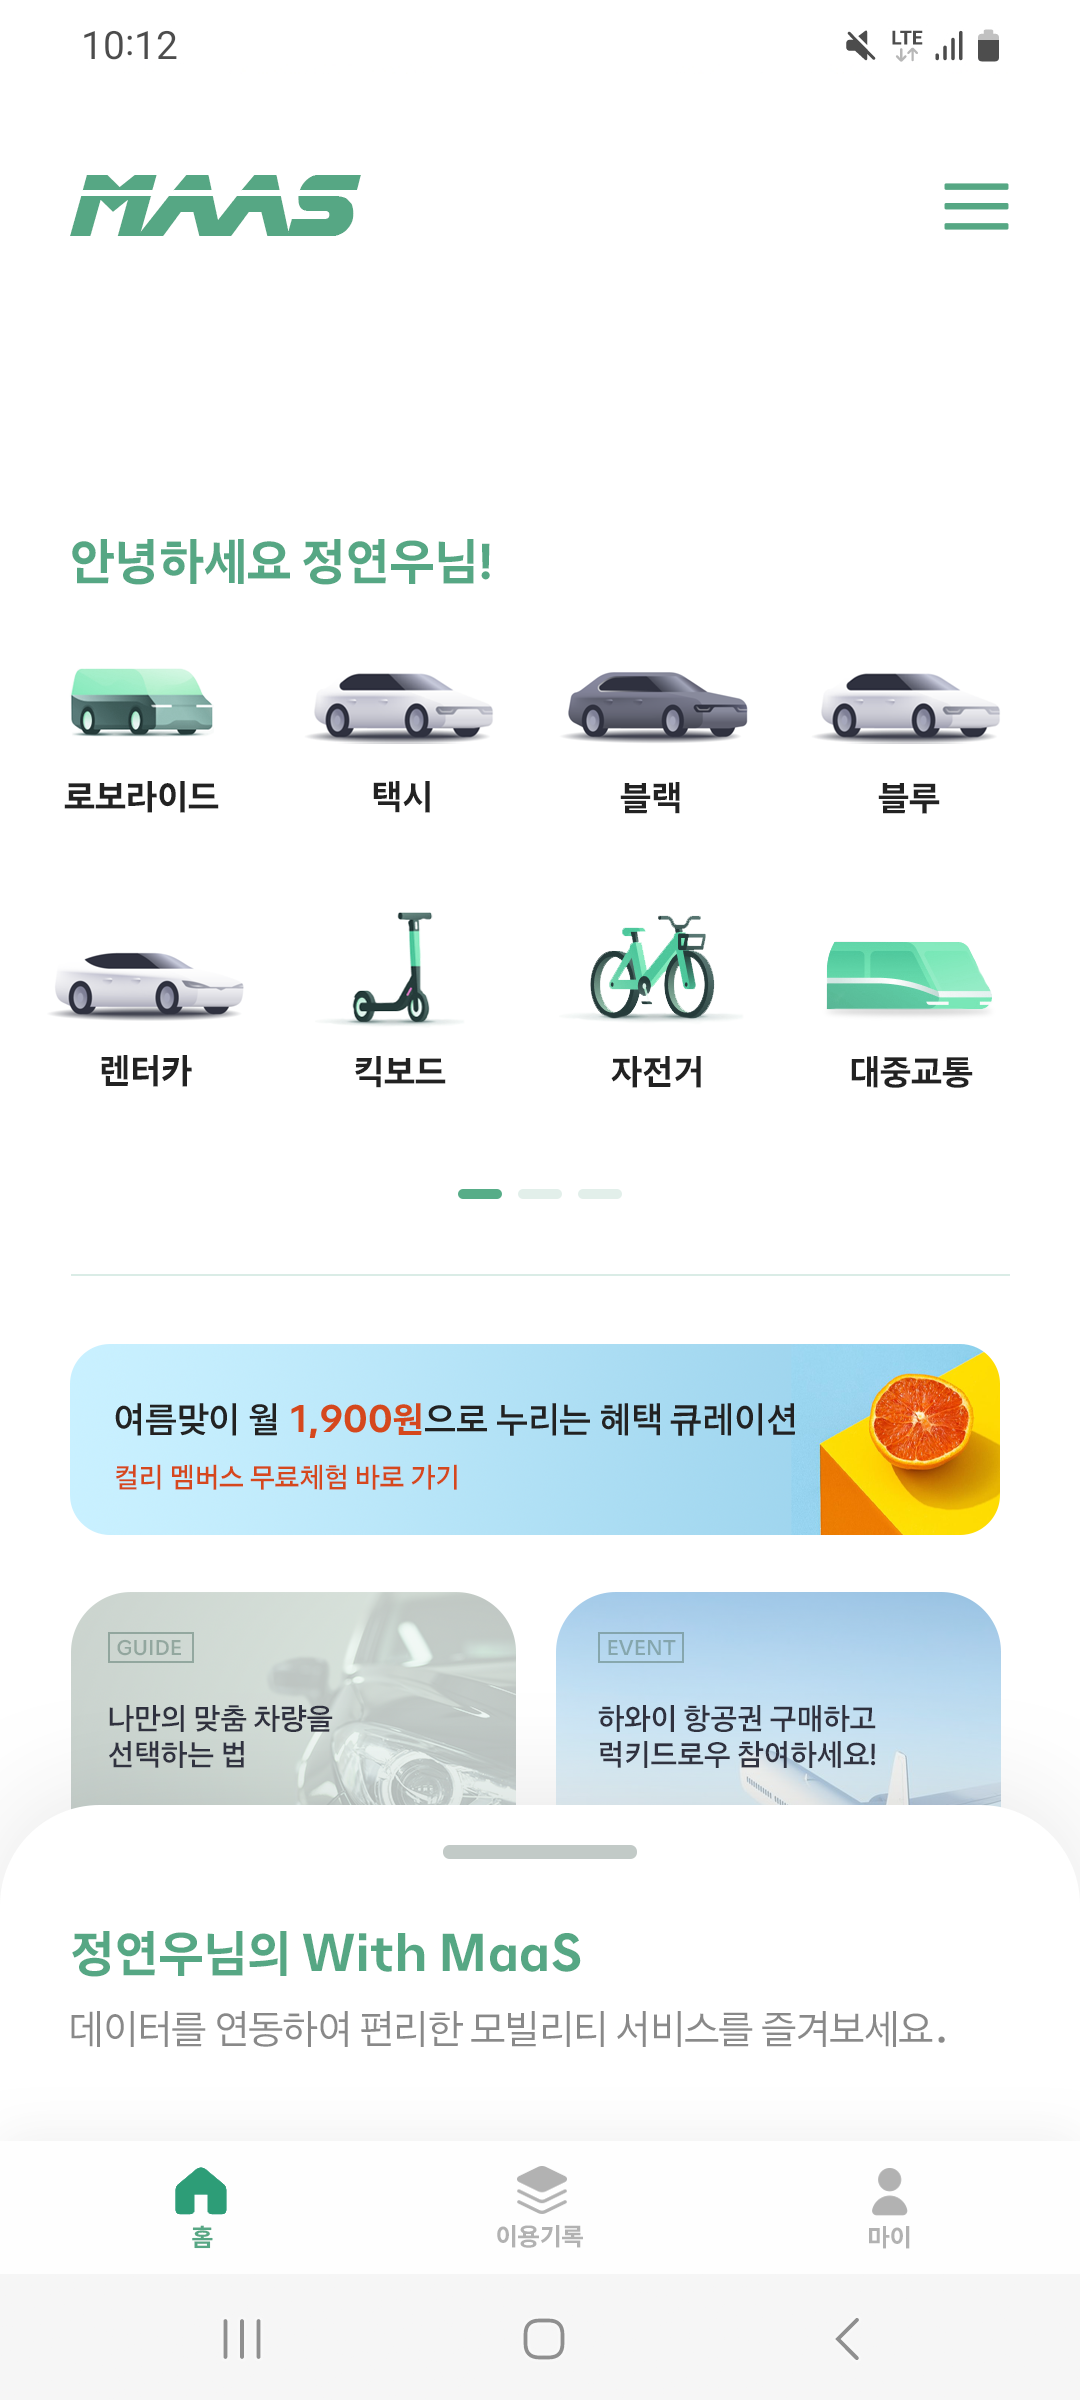 10:12
LTE
MAAS
안녕하세요 정연우님!
로보라이드
택시
블랙
블루
렌터카
킥보드
자전거
대중교통
여름맞이 월 1,900원으로 누리는 혜택 큐레이션
컬리 멤버스 무료체험 바로 가기
GUIDE
나만의 맞춤 차량을
선택하는 법
EVENT
하와이 항공권 구매하고
럭키드로우 참여하세요!
정연우님의 With MaaS
데이터를 연동하여 편리한 모빌리티 서비스를 즐겨보세요.
홈
이용기록
마이